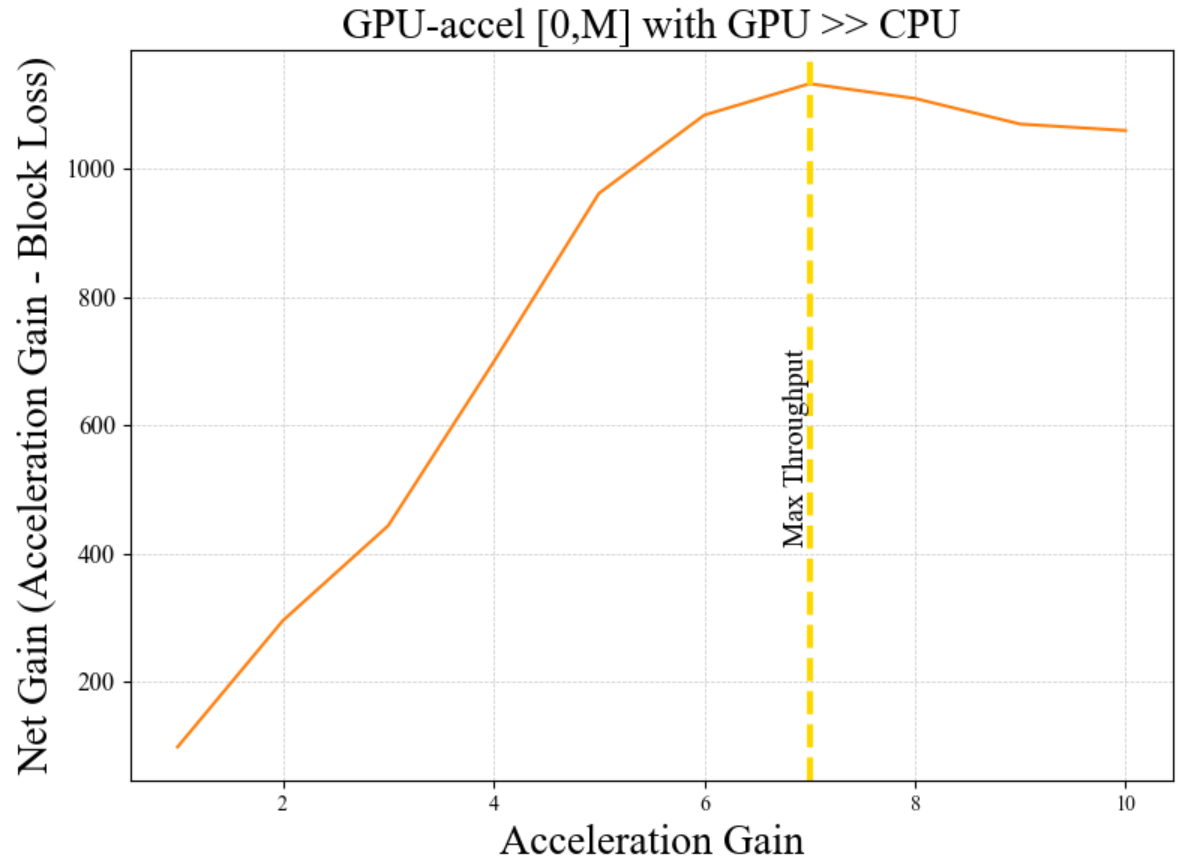 GPU-accel [0,M] with GPU >> CPU
Net Gain (Acceleration Gain - Block Loss)
1000
800
600
400
200
Max Throughput
2
4
6
8
10
Acceleration Gain